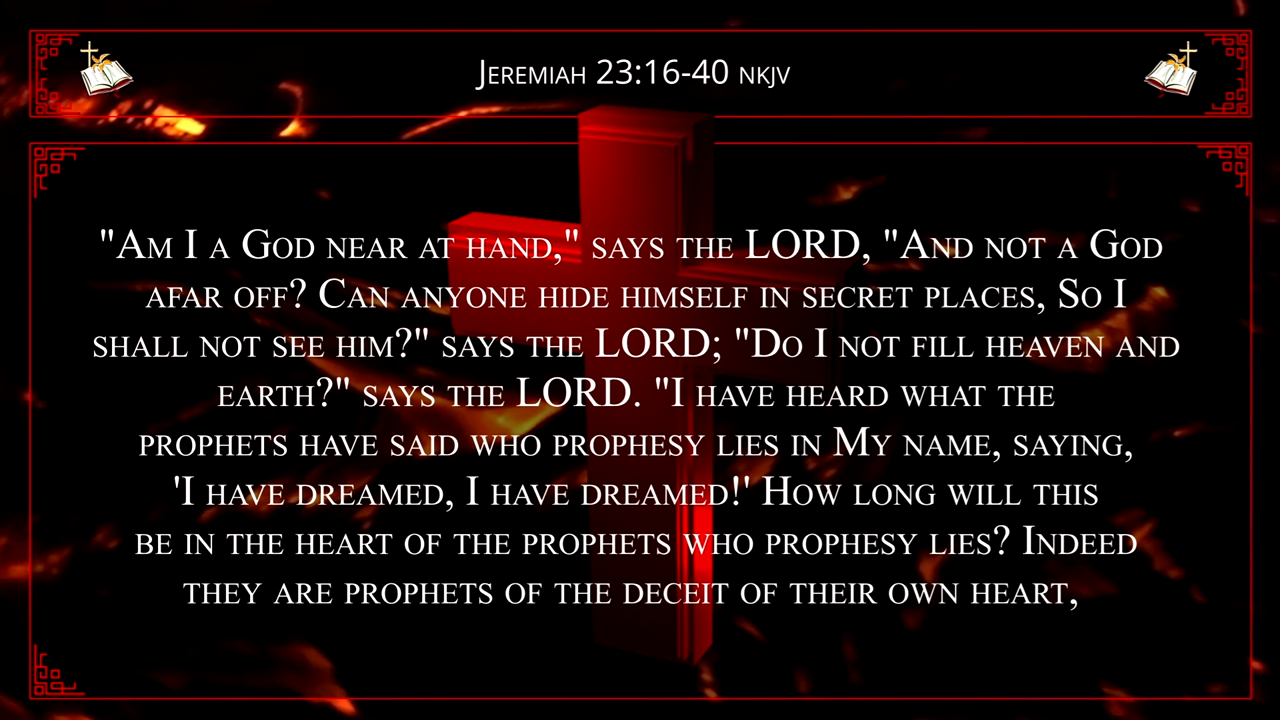 Jeremiah 23:16-40 NKJV
"Am I a God near at hand," says the LORD, "And not a God
afar off? Can anyone hide himself in secret places, So I
shall not see him?" says the LORD; "Do I not fill heaven and
earth?" says the LORD. "I have heard what the
prophets have said who prophesy lies in My name, saying,
'I have dreamed, I have dreamed!' How long will this
be in the heart of the prophets who prophesy lies? Indeed
they are prophets of the deceit of their own heart,